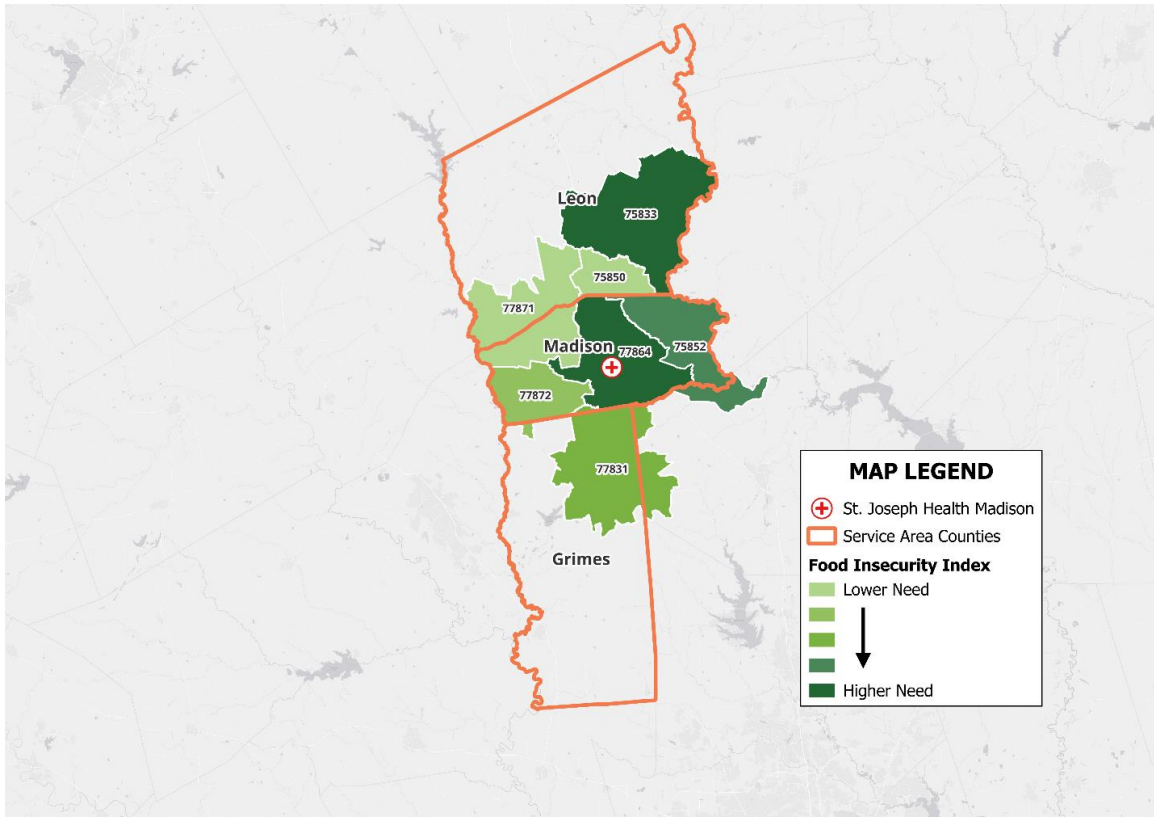 Leon
75833
75850
77871
Madison
77864
75852
77872
77831
Grimes
MAP LEGEND
St. Joseph Health Madison
Service Area Counties
Food Insecurity Index
Lower Need
Higher Need